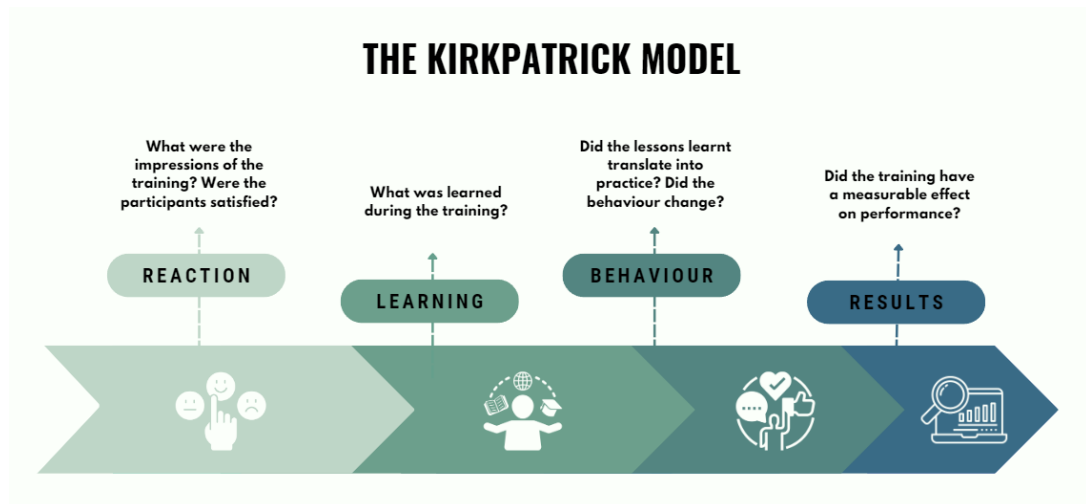 THE KIRKPATRICK MODEL
What were the
impressions of the
training? Were the
participants satisfied?
REACTION
What was learned
during the training?
LEARNING
Did the lessons learnt
translate into
practice? Did the
behaviour change?
BEHAVIOUR
Did the training have
a measurable effect
on performance?
RESULTS